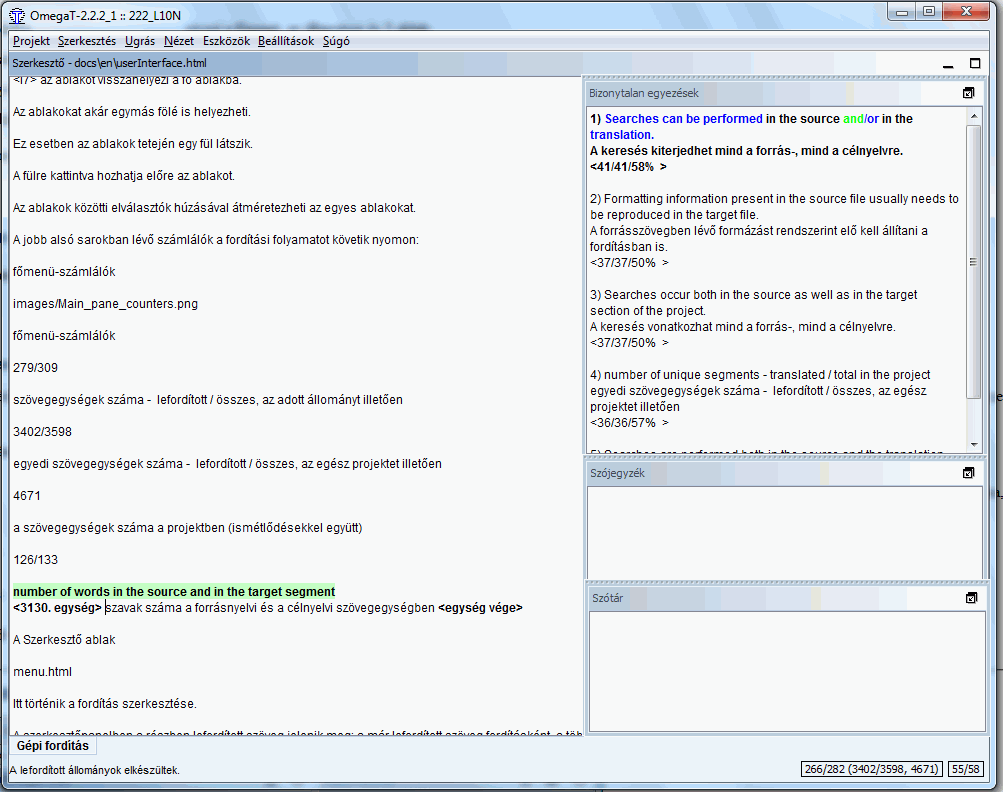 OmegaT-2.2.2_1 :: 222_L10N
Projekt Szerkesztés Ugrás Nézet Eszközök Beállítások Súgó
Szerkesztő - docs\en\userInterface.html
<i7> az ablakot visszahelyezi a fő ablakba.
Az ablakokat akár egymás fölé is helyezheti.
Ez esetben az ablakok tetején egy fül látszik.
A fülre kattintva hozhatja előre az ablakot.
Az ablakok közötti elválasztók húzásával átméretezheti az egyes ablakokat.
A jobb alsó sarokban lévő számlálók a fordítási folyamatot követik nyomon:
főmenü-számlálók
images/Main_pane_counters.png
főmenü-számlálók
279/309
szövegegységek száma - lefordított / összes, az adott állományt illetően
3402/3598
egyedi szövegegységek száma - lefordított / összes, az egész projektet illetően
4671
a szövegegységek száma a projektben (ismétlődésekkel együtt)
126/133
number of words in the source and in the target segment
<3130. egység> szavak száma a forrásnyelvi és a célnyelvi szövegegységben <egység vége>
A Szerkesztő ablak
menu.html
Itt történik a fordítás szerkesztése.
Bizonytalan egyezések
1) Searches can be performed in the source and/or in the
translation.
A keresés kiterjedhet mind a forrás-, mind a célnyelvre.
<41/41/58% >
2) Formatting information present in the source file usually needs to
be reproduced in the target file.
A forrásszövegben lévő formázást rendszerint elő kell állítani a
fordításban is.
<37/37/50% >
3) Searches occur both in the source as well as in the target
section of the project.
A keresés vonatkozhat mind a forrás-, mind a célnyelvre.
<37/37/50% >
4) number of unique segments - translated / total in the project
egyedi szövegegységek száma - lefordított / összes, az egész
projektet illetően
<36/36/57% >
5) Searches are performed both in the source and the translation
Szójegyzék
Szótár
Gépi fordítás
A lefordított állományok elkészültek.
266/282 (3402/3598, 4671) 55/58